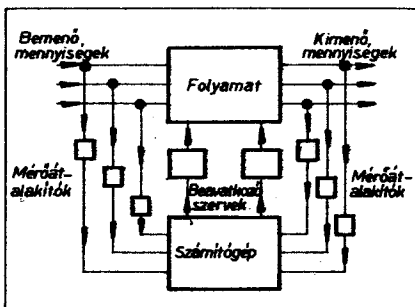 Bemenő
mennyiségek
Folyamat
Kimenő
mennyiségek
Mérőát-
alakítók
Beavatkozó
szervek
Mérőát-
alakítók
Számítógép